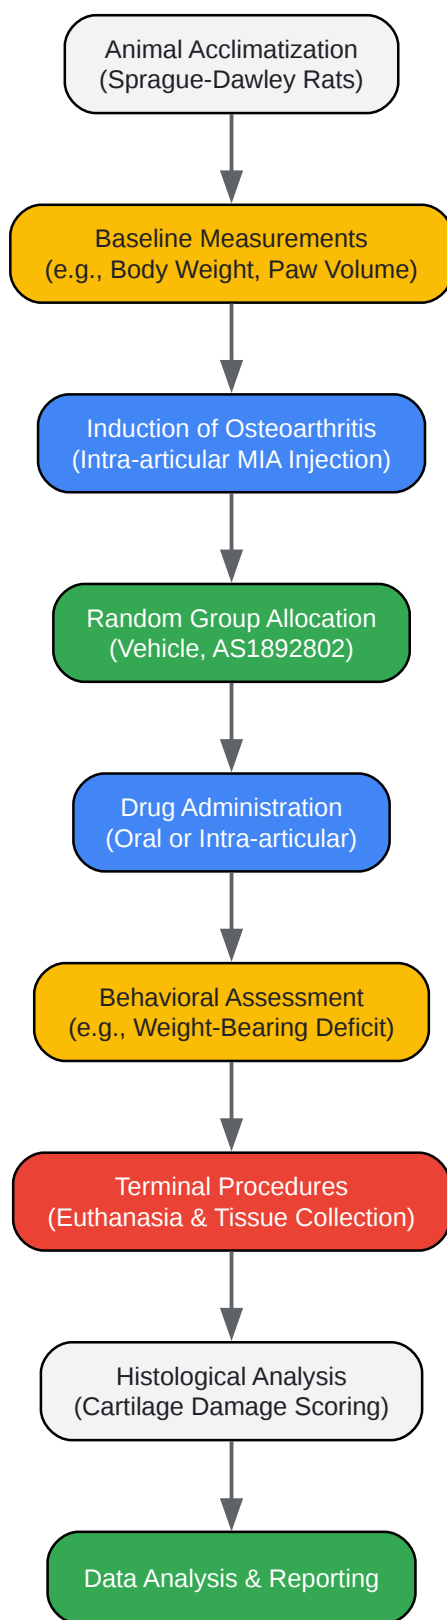 Animal Acclimatization
(Sprague-Dawley Rats)
Baseline Measurements
(e.g., Body Weight, Paw Volume)
Induction of Osteoarthritis
(Intra-articular MIA Injection)
Random Group Allocation
(Vehicle, AS1892802)
Drug Administration
(Oral or Intra-articular)
Behavioral Assessment
(e.g., Weight-Bearing Deficit)
Terminal Procedures
(Euthanasia & Tissue Collection)
Histological Analysis
(Cartilage Damage Scoring)
Data Analysis & Reporting